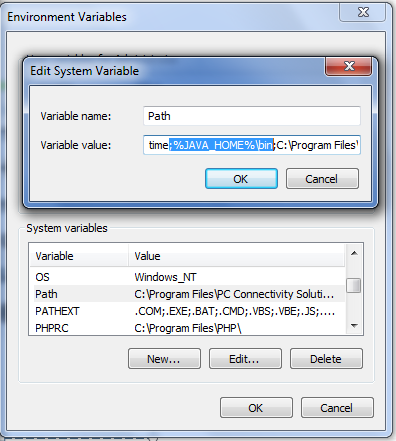 Environment Variables
Edit System Variable
Variable name:
Path
Variable value:
time;%JAVA_HOME%\bin;C:\Program Files\
OK
Cancel
System variables
Variable Value
OS Windows_NT
Path C:\Program Files\PC Connectivity Soluti...
PATHEXT .COM;.EXE;.BAT;.CMD;.VBS;.VBE;.JS;....
PHPRC C:\Program Files\PHP\
New... Edit... Delete
OK Cancel